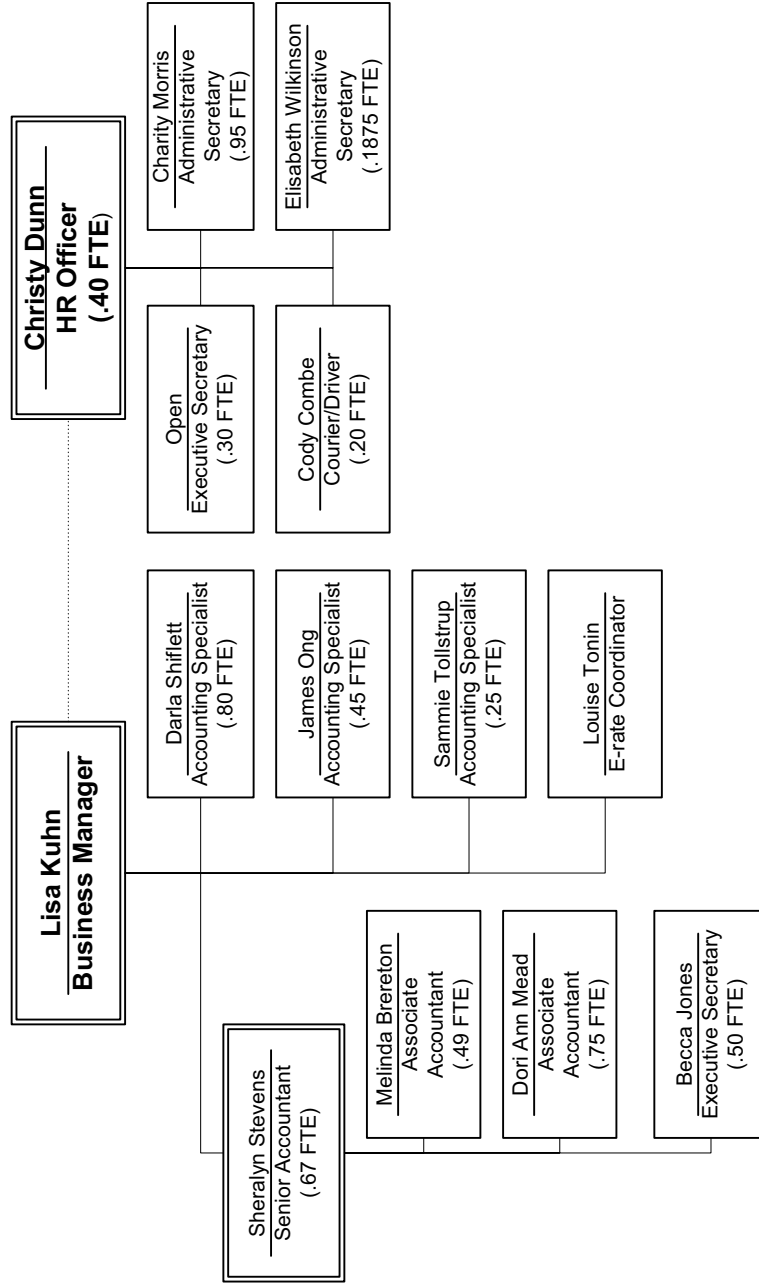 Lisa Kuhn
Business Manager
Christy Dunn
HR Officer
(.40 FTE)
Sheralyn Stevens
Senior Accountant
(.67 FTE)
Melinda Brereton
Associate
Accountant
(.49 FTE)
Dori Ann Mead
Associate
Accountant
(.75 FTE)
Becca Jones
Executive Secretary
(.50 FTE)
Darla Shiflett
Accounting Specialist
(.80 FTE)
James Ong
Accounting Specialist
(.45 FTE)
Sammie Tollstrup
Accounting Specialist
(.25 FTE)
Louise Tonin
E-rate Coordinator
Open
Executive Secretary
(.30 FTE)
Charity Morris
Administrative
Secretary
(.95 FTE)
Cody Combe
Courier/Driver
(.20 FTE)
Elisabeth Wilkinson
Administrative
Secretary
(.1875 FTE)